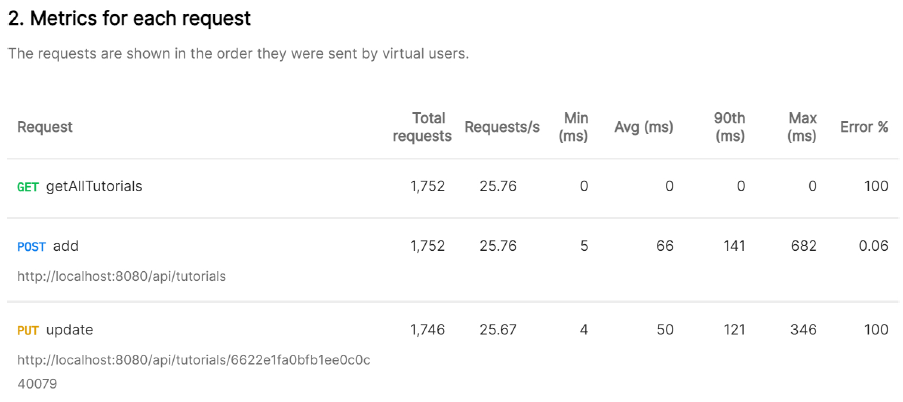 2. Metrics for each request
The requests are shown in the order they were sent by virtual users.
Request Total requests Requests/s Min (ms) Avg (ms) 90th (ms) Max (ms) Error %
GET getAllTutorials 1,752 25.76 0 0 0 0 100
POST add 1,752 25.76 5 66 141 682 0.06
http://localhost:8080/api/tutorials
PUT update 1,746 25.67 4 50 121 346 100
http://localhost:8080/api/tutorials/6622e1fa0bfb1ee0c0c
40079